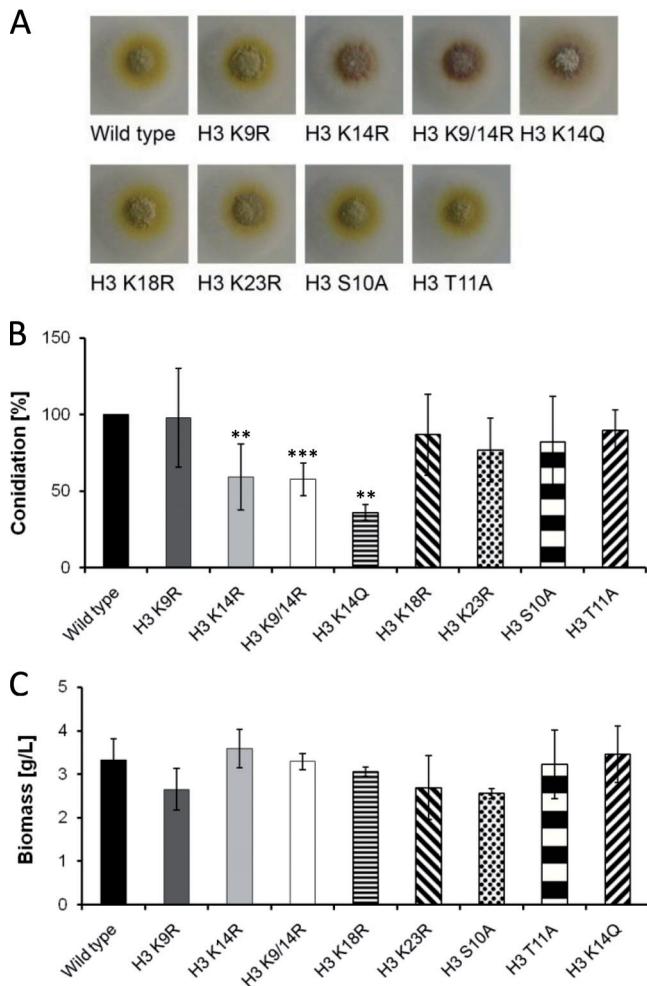 A
Wild type H3 K9R H3 K14R H3 K9/14R H3 K14Q
H3 K18R H3 K23R H3 S10A H3 T11A
B
Conidiation [%]
150
100
50
0
** *** **
Wild type H3 K9R H3 K14R H3 K9/14R H3 K14Q H3 K18R H3 K23R H3 S10A H3 T11A
C
Biomass [g/L]
5
4
3
2
1
0
Wild type H3 K9R H3 K14R H3 K9/14R H3 K18R H3 K23R H3 S10A H3 T11A H3 K14Q